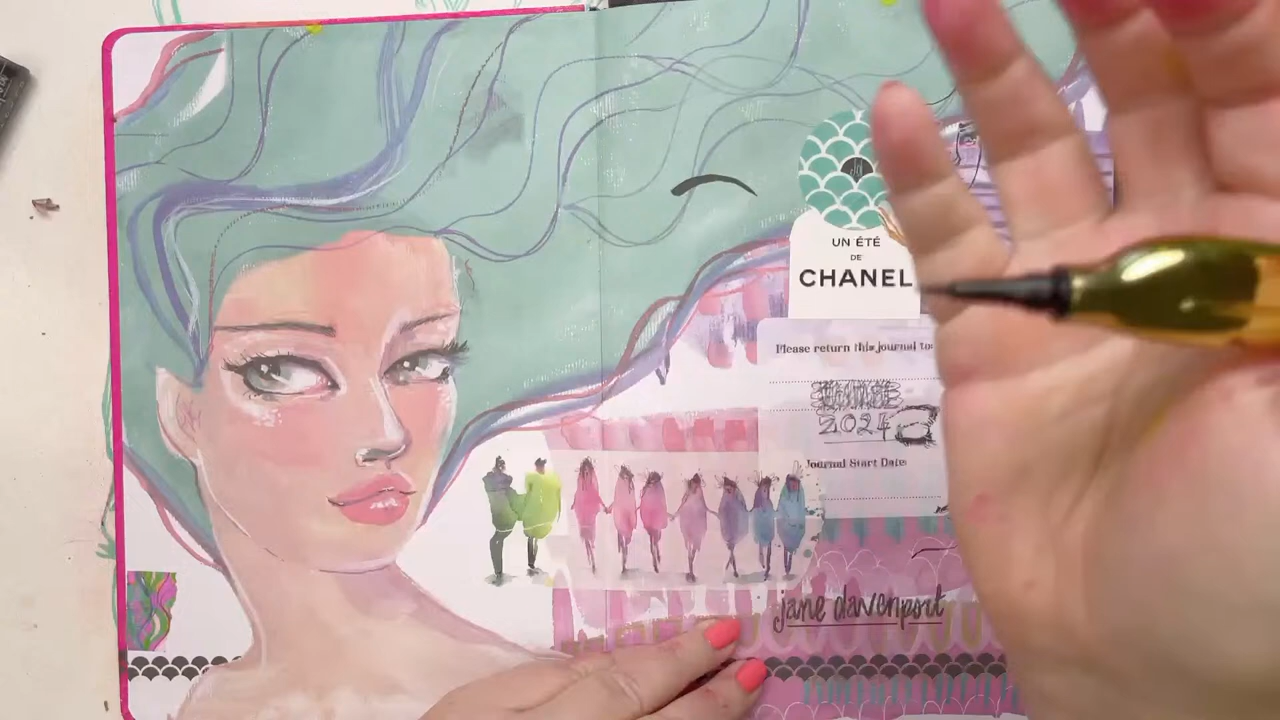 UN ÉTÉ
DE
CHANEL
Please return this journal to:
2024
Journal Start Date:
jane davenport